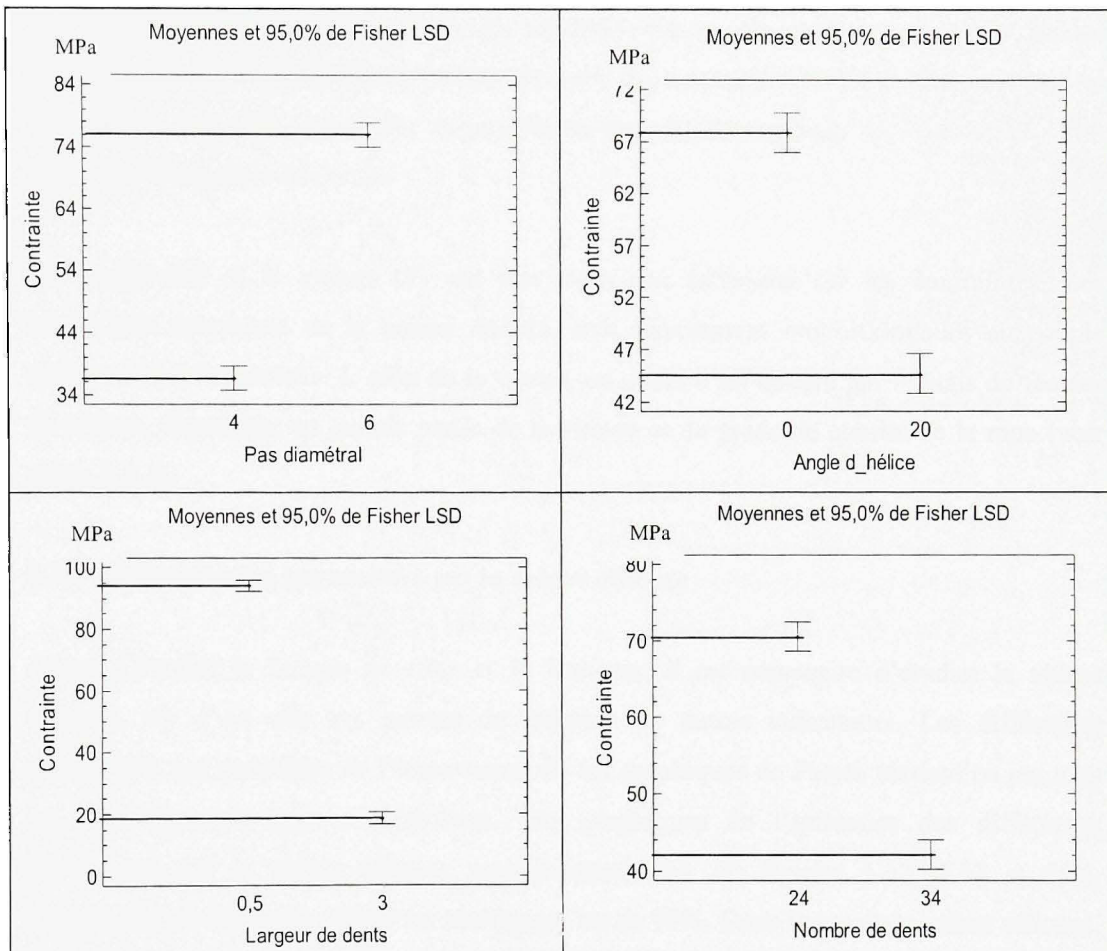 Moyennes et 95,0% de Fisher LSD
MPa
84
74
64
54
44
34
Contrainte
4
6
Pas diamétral
Moyennes et 95,0% de Fisher LSD
MPa
72
67
62
57
52
47
42
Contrainte
0
20
Angle d_hélice
Moyennes et 95,0% de Fisher LSD
MPa
100
80
60
40
20
0
Contrainte
0,5
3
Largeur de dents
Moyennes et 95,0% de Fisher LSD
MPa
80
70
60
50
40
Contrainte
24
34
Nombre de dents